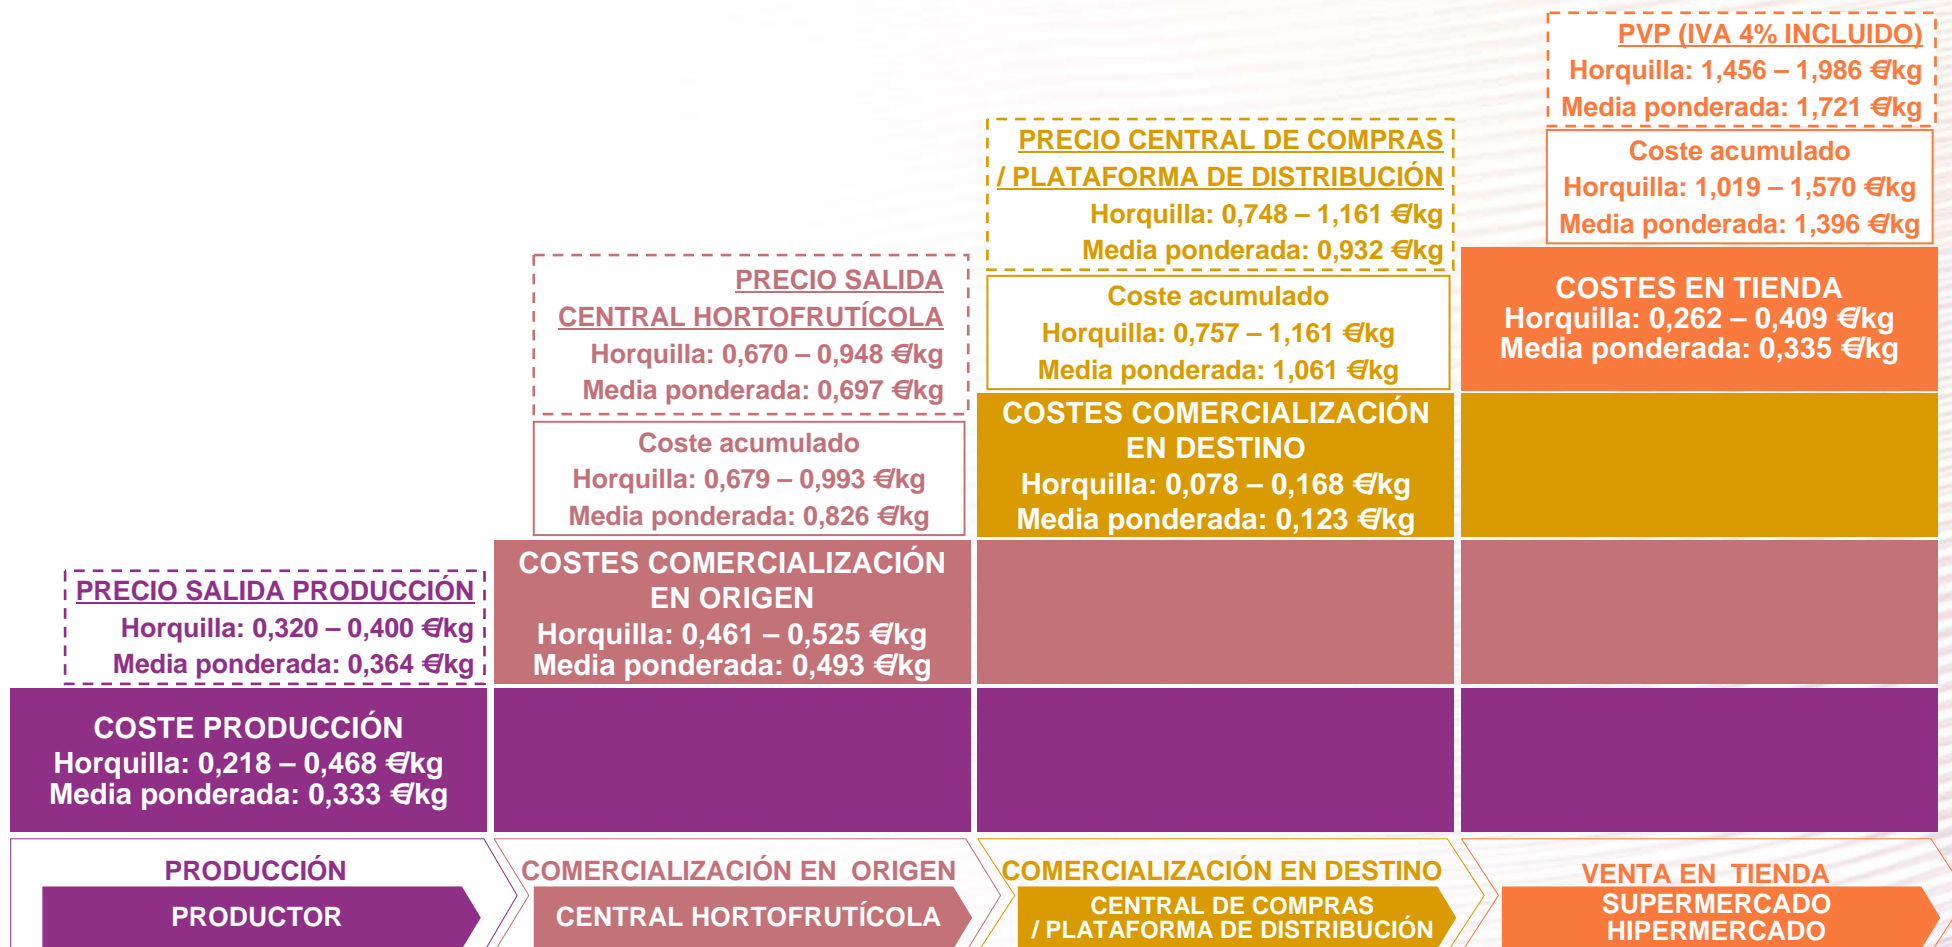 PVP (IVA 4% INCLUIDO)
Horquilla: 1,456 – 1,986 €/kg
Media ponderada: 1,721 €/kg
Coste acumulado
Horquilla: 1,019 – 1,570 €/kg
Media ponderada: 1,396 €/kg
COSTES EN TIENDA
Horquilla: 0,262 – 0,409 €/kg
Media ponderada: 0,335 €/kg
PRECIO CENTRAL DE COMPRAS
/ PLATAFORMA DE DISTRIBUCIÓN
Horquilla: 0,748 – 1,161 €/kg
Media ponderada: 0,932 €/kg
Coste acumulado
Horquilla: 0,757 – 1,161 €/kg
Media ponderada: 1,061 €/kg
COSTES COMERCIALIZACIÓN
EN DESTINO
Horquilla: 0,078 – 0,168 €/kg
Media ponderada: 0,123 €/kg
PRECIO SALIDA
CENTRAL HORTOFRUTÍCOLA
Horquilla: 0,670 – 0,948 €/kg
Media ponderada: 0,697 €/kg
Coste acumulado
Horquilla: 0,679 – 0,993 €/kg
Media ponderada: 0,826 €/kg
COSTES COMERCIALIZACIÓN
EN ORIGEN
Horquilla: 0,461 – 0,525 €/kg
Media ponderada: 0,493 €/kg
PRECIO SALIDA PRODUCCIÓN
Horquilla: 0,320 – 0,400 €/kg
Media ponderada: 0,364 €/kg
COSTE PRODUCCIÓN
Horquilla: 0,218 – 0,468 €/kg
Media ponderada: 0,333 €/kg
PRODUCCIÓN
PRODUCTOR
COMERCIALIZACIÓN EN ORIGEN
CENTRAL HORTOFRUTÍCOLA
COMERCIALIZACIÓN EN DESTINO
CENTRAL DE COMPRAS
/ PLATAFORMA DE DISTRIBUCIÓN
VENTA EN TIENDA
SUPERMERCADO
HIPERMERCADO